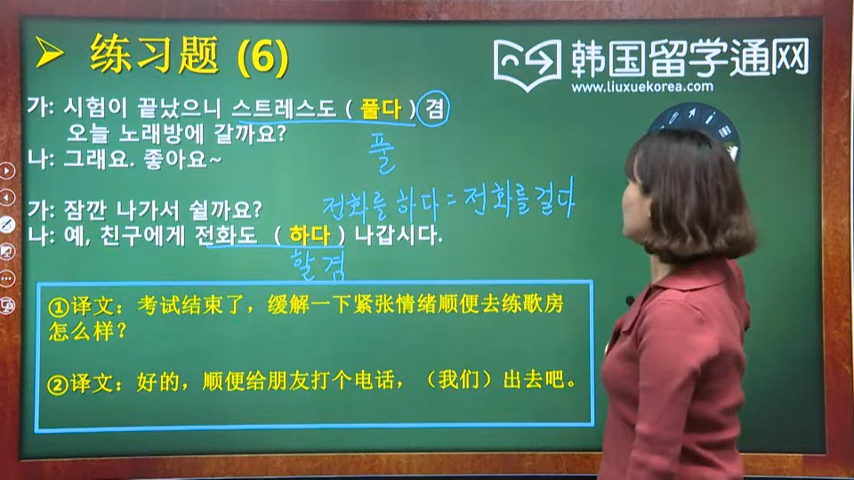 练习题 (6)
韩国留学通网
www.liuxuekorea.com
가: 시험이 끝났으니 스트레스도 ( 풀다 ) 겸
오늘 노래방에 갈까요?
풀
나: 그래요. 좋아요~
가: 잠깐 나가서 쉴까요?
전화를 하다 = 전화를 걸다
나: 예, 친구에게 전화도 ( 하다 ) 나갑시다.
할 겸
①译文：考试结束了，缓解一下紧张情绪顺便去练歌房
怎么样？
②译文：好的，顺便给朋友打个电话，（我们）出去吧。